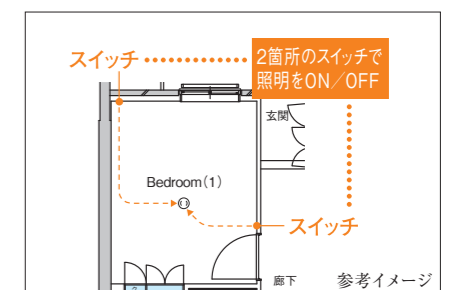 スイッチ
2箇所のスイッチで
照明をON／OFF
玄関
Bedroom(1)
スイッチ
廊下
参考イメージ